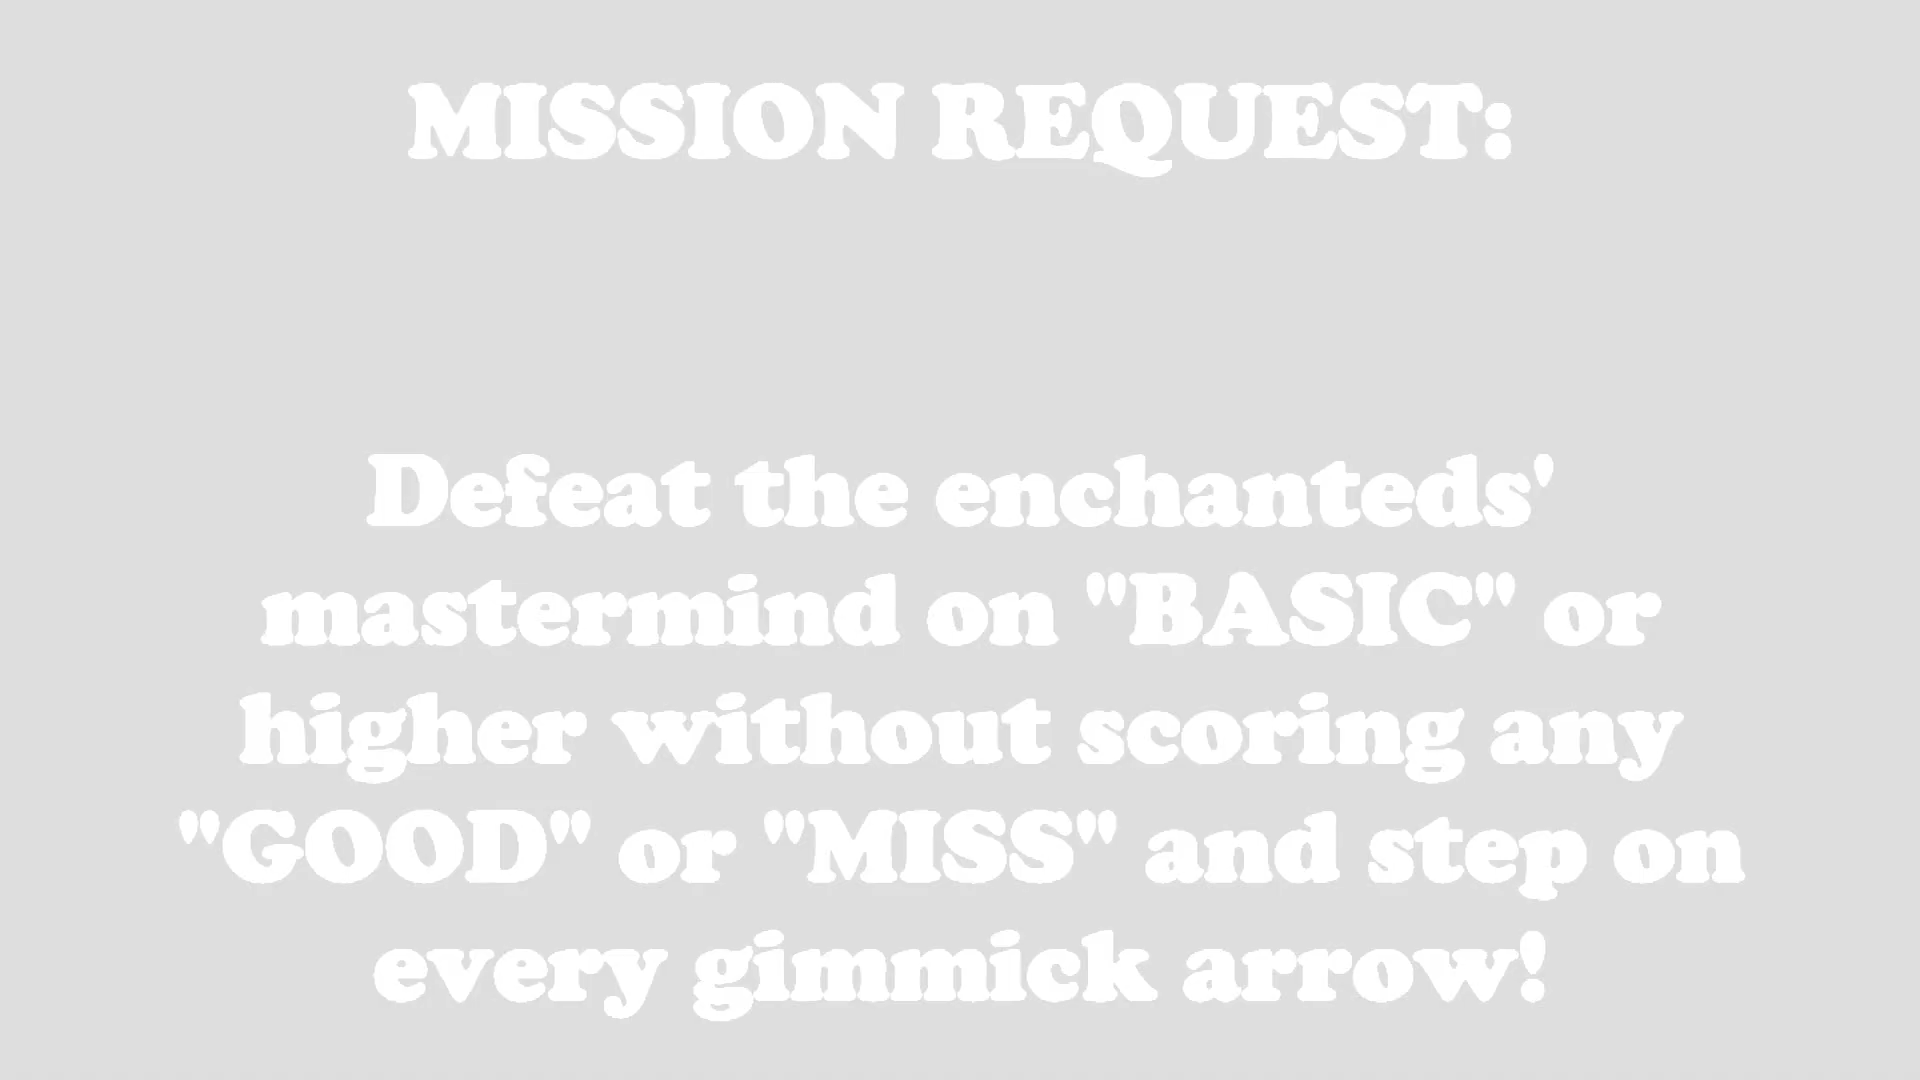 MISSION REQUEST:
Defeat the enchanteds'
mastermind on "BASIC" or
higher without scoring any
"GOOD" or "MISS" and step on
every gimmick arrow!